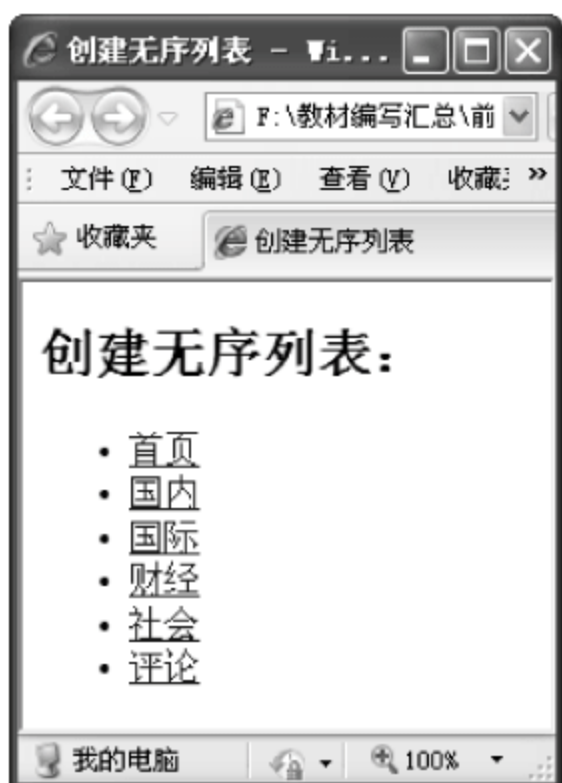 创建无序列表 - Wi...
F:\教材编写汇总\前
文件(F) 编辑(E) 查看(V) 收藏 »
收藏夹 创建无序列表
创建无序列表：
• 首页
• 国内
• 国际
• 财经
• 社会
• 评论
我的电脑 100%